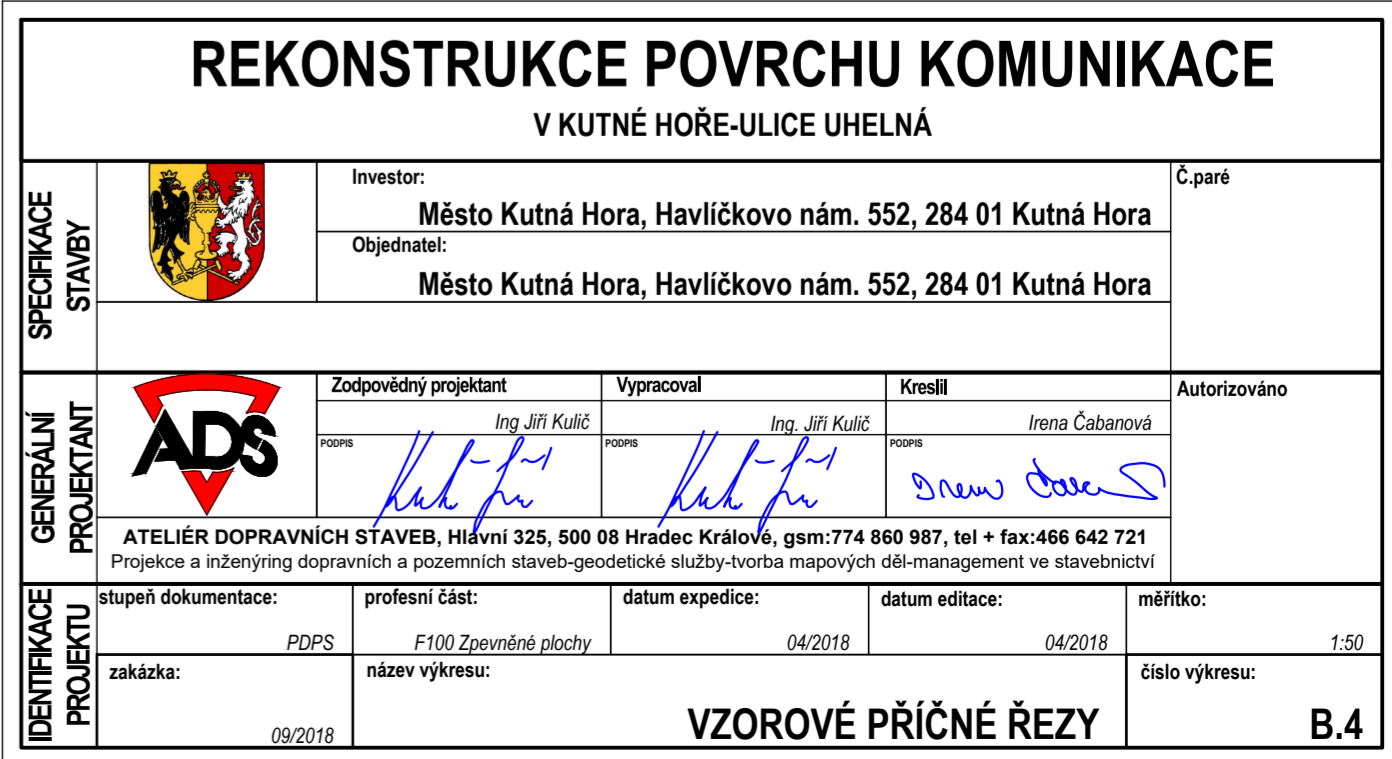 REKONSTRUKCE POVRCHU KOMUNIKACE
V KUTNÉ HOŘE-ULICE UHELNÁ
SPECIFIKACE
STAVBY
Investor:
Město Kutná Hora, Havlíčkovo nám. 552, 284 01 Kutná Hora
Objednatel:
Město Kutná Hora, Havlíčkovo nám. 552, 284 01 Kutná Hora
Č.paré
GENERÁLNÍ
PROJEKTANT
ADS
Zodpovědný projektant
Ing Jiří Kulič
PODPIS
Vypracoval
Ing. Jiří Kulič
PODPIS
Kreslil
Irena Čabanová
PODPIS
Autorizováno
ATELIÉR DOPRAVNÍCH STAVEB, Hlavní 325, 500 08 Hradec Králové, gsm:774 860 987, tel + fax:466 642 721
Projekce a inženýring dopravních a pozemních staveb-geodetické služby-tvorba mapových děl-management ve stavebnictví
IDENTIFIKACE
PROJEKTU
stupeň dokumentace:
PDPS
profesní část:
F100 Zpevněné plochy
datum expedice:
04/2018
datum editace:
04/2018
měřítko:
1:50
zakázka:
09/2018
název výkresu:
VZOROVÉ PŘÍČNÉ ŘEZY
číslo výkresu:
B.4